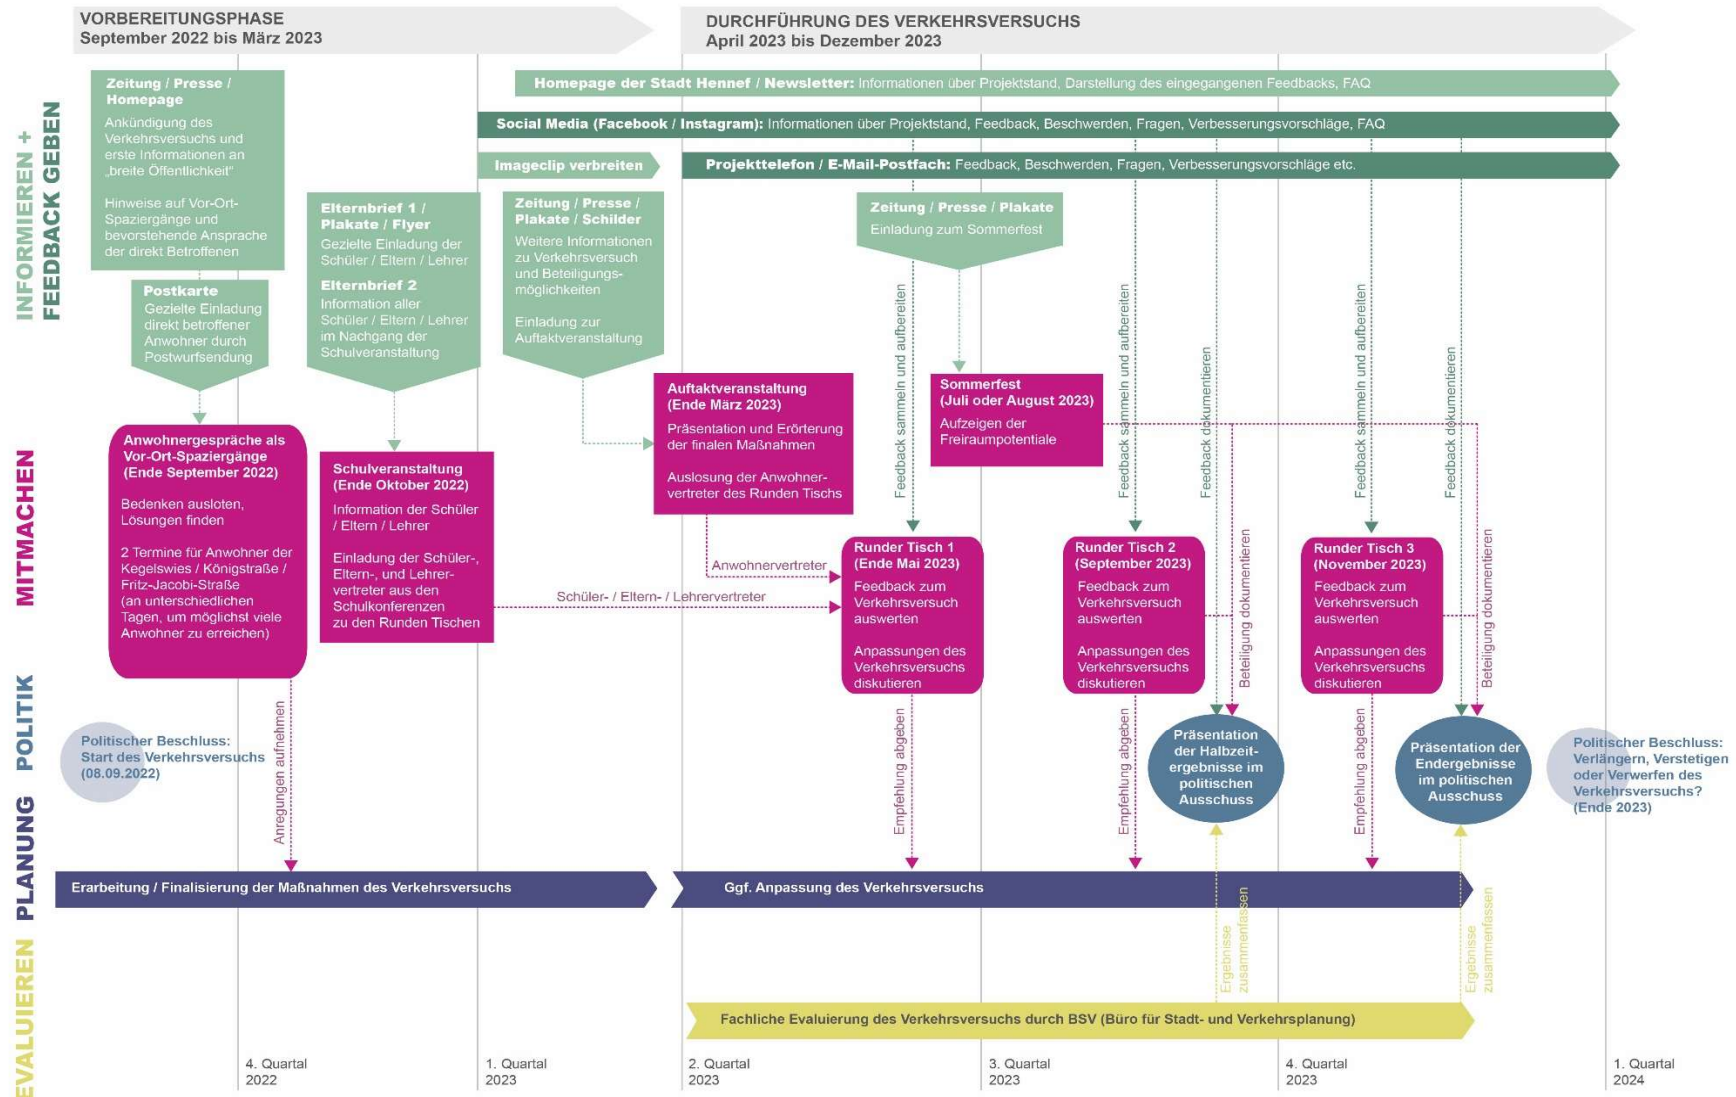 VORBEREITUNGSPHASE
September 2022 bis März 2023
DURCHFÜHRUNG DES VERKEHRSVERSUCHS
April 2023 bis Dezember 2023
INFORMIEREN +
FEEDBACK GEBEN
Zeitung / Presse /
Homepage
Ankündigung des
Verkehrsversuchs und
erste Informationen an
„breite Öffentlichkeit“
Hinweise auf Vor-Ort-
Spaziergänge und
bevorstehende Ansprache
der direkt Betroffenen
Postkarte
Gezielte Einladung
direkt betroffener
Anwohner durch
Postwurfsendung
Elternbrief 1 /
Plakate / Flyer
Gezielte Einladung der
Schüler / Eltern / Lehrer
Elternbrief 2
Information aller
Schüler / Eltern / Lehrer
im Nachgang der
Schulveranstaltung
Homepage der Stadt Hennef / Newsletter: Informationen über Projektstand, Darstellung des eingegangenen Feedbacks, FAQ
Social Media (Facebook / Instagram): Informationen über Projektstand, Feedback, Beschwerden, Fragen, Verbesserungsvorschläge, FAQ
Imageclip verbreiten
Projekttelefon / E-Mail-Postfach: Feedback, Beschwerden, Fragen, Verbesserungsvorschläge etc.
Zeitung / Presse /
Plakate / Schilder
Weitere Informationen
zu Verkehrsversuch
und Beteiligungs-
möglichkeiten
Einladung zur
Auftaktveranstaltung
Zeitung / Presse / Plakate
Einladung zum Sommerfest
Feedback sammeln und aufbereiten
Feedback sammeln und aufbereiten
Feedback dokumentieren
Feedback sammeln und aufbereiten
Feedback dokumentieren
MITMACHEN
Anwohnergespräche als
Vor-Ort-Spaziergänge
(Ende September 2022)
Bedenken ausloten,
Lösungen finden
2 Termine für Anwohner der
Kegelswies / Königstraße /
Fritz-Jacobi-Straße
(an unterschiedlichen
Tagen, um möglichst viele
Anwohner zu erreichen)
Schulveranstaltung
(Ende Oktober 2022)
Information der Schüler
/ Eltern / Lehrer
Einladung der Schüler-,
Eltern-, und Lehrer-
vertreter aus den
Schulkonferenzen
zu den Runden Tischen
Auftaktveranstaltung
(Ende März 2023)
Präsentation und Erörterung
der finalen Maßnahmen
Auslosung der Anwohner-
vertreter des Runden Tischs
Sommerfest
(Juli oder August 2023)
Aufzeigen der
Freiraumpotentiale
Anwohnervertreter
Schüler- / Eltern- / Lehrervertreter
Runder Tisch 1
(Ende Mai 2023)
Feedback zum
Verkehrsversuch
auswerten
Anpassungen des
Verkehrsversuchs
diskutieren
Runder Tisch 2
(September 2023)
Feedback zum
Verkehrsversuch
auswerten
Anpassungen des
Verkehrsversuchs
diskutieren
Beteiligung dokumentieren
Runder Tisch 3
(November 2023)
Feedback zum
Verkehrsversuch
auswerten
Anpassungen des
Verkehrsversuchs
diskutieren
Beteiligung dokumentieren
POLITIK
Politischer Beschluss:
Start des Verkehrsversuchs
(08.09.2022)
Anregungen aufnehmen
Empfehlung abgeben
Empfehlung abgeben
Präsentation
der Halbzeit-
ergebnisse im
politischen
Ausschuss
Empfehlung abgeben
Präsentation der
Endergebnisse
im politischen
Ausschuss
Politischer Beschluss:
Verlängern, Verstetigen
oder Verwerfen des
Verkehrsversuchs?
(Ende 2023)
PLANUNG
Erarbeitung / Finalisierung der Maßnahmen des Verkehrsversuchs
Ggf. Anpassung des Verkehrsversuchs
EVALUIEREN
Ergebnisse
zusammenfassen
Ergebnisse
zusammenfassen
Fachliche Evaluierung des Verkehrsversuchs durch BSV (Büro für Stadt- und Verkehrsplanung)
4. Quartal
2022
1. Quartal
2023
2. Quartal
2023
3. Quartal
2023
4. Quartal
2023
1. Quartal
2024